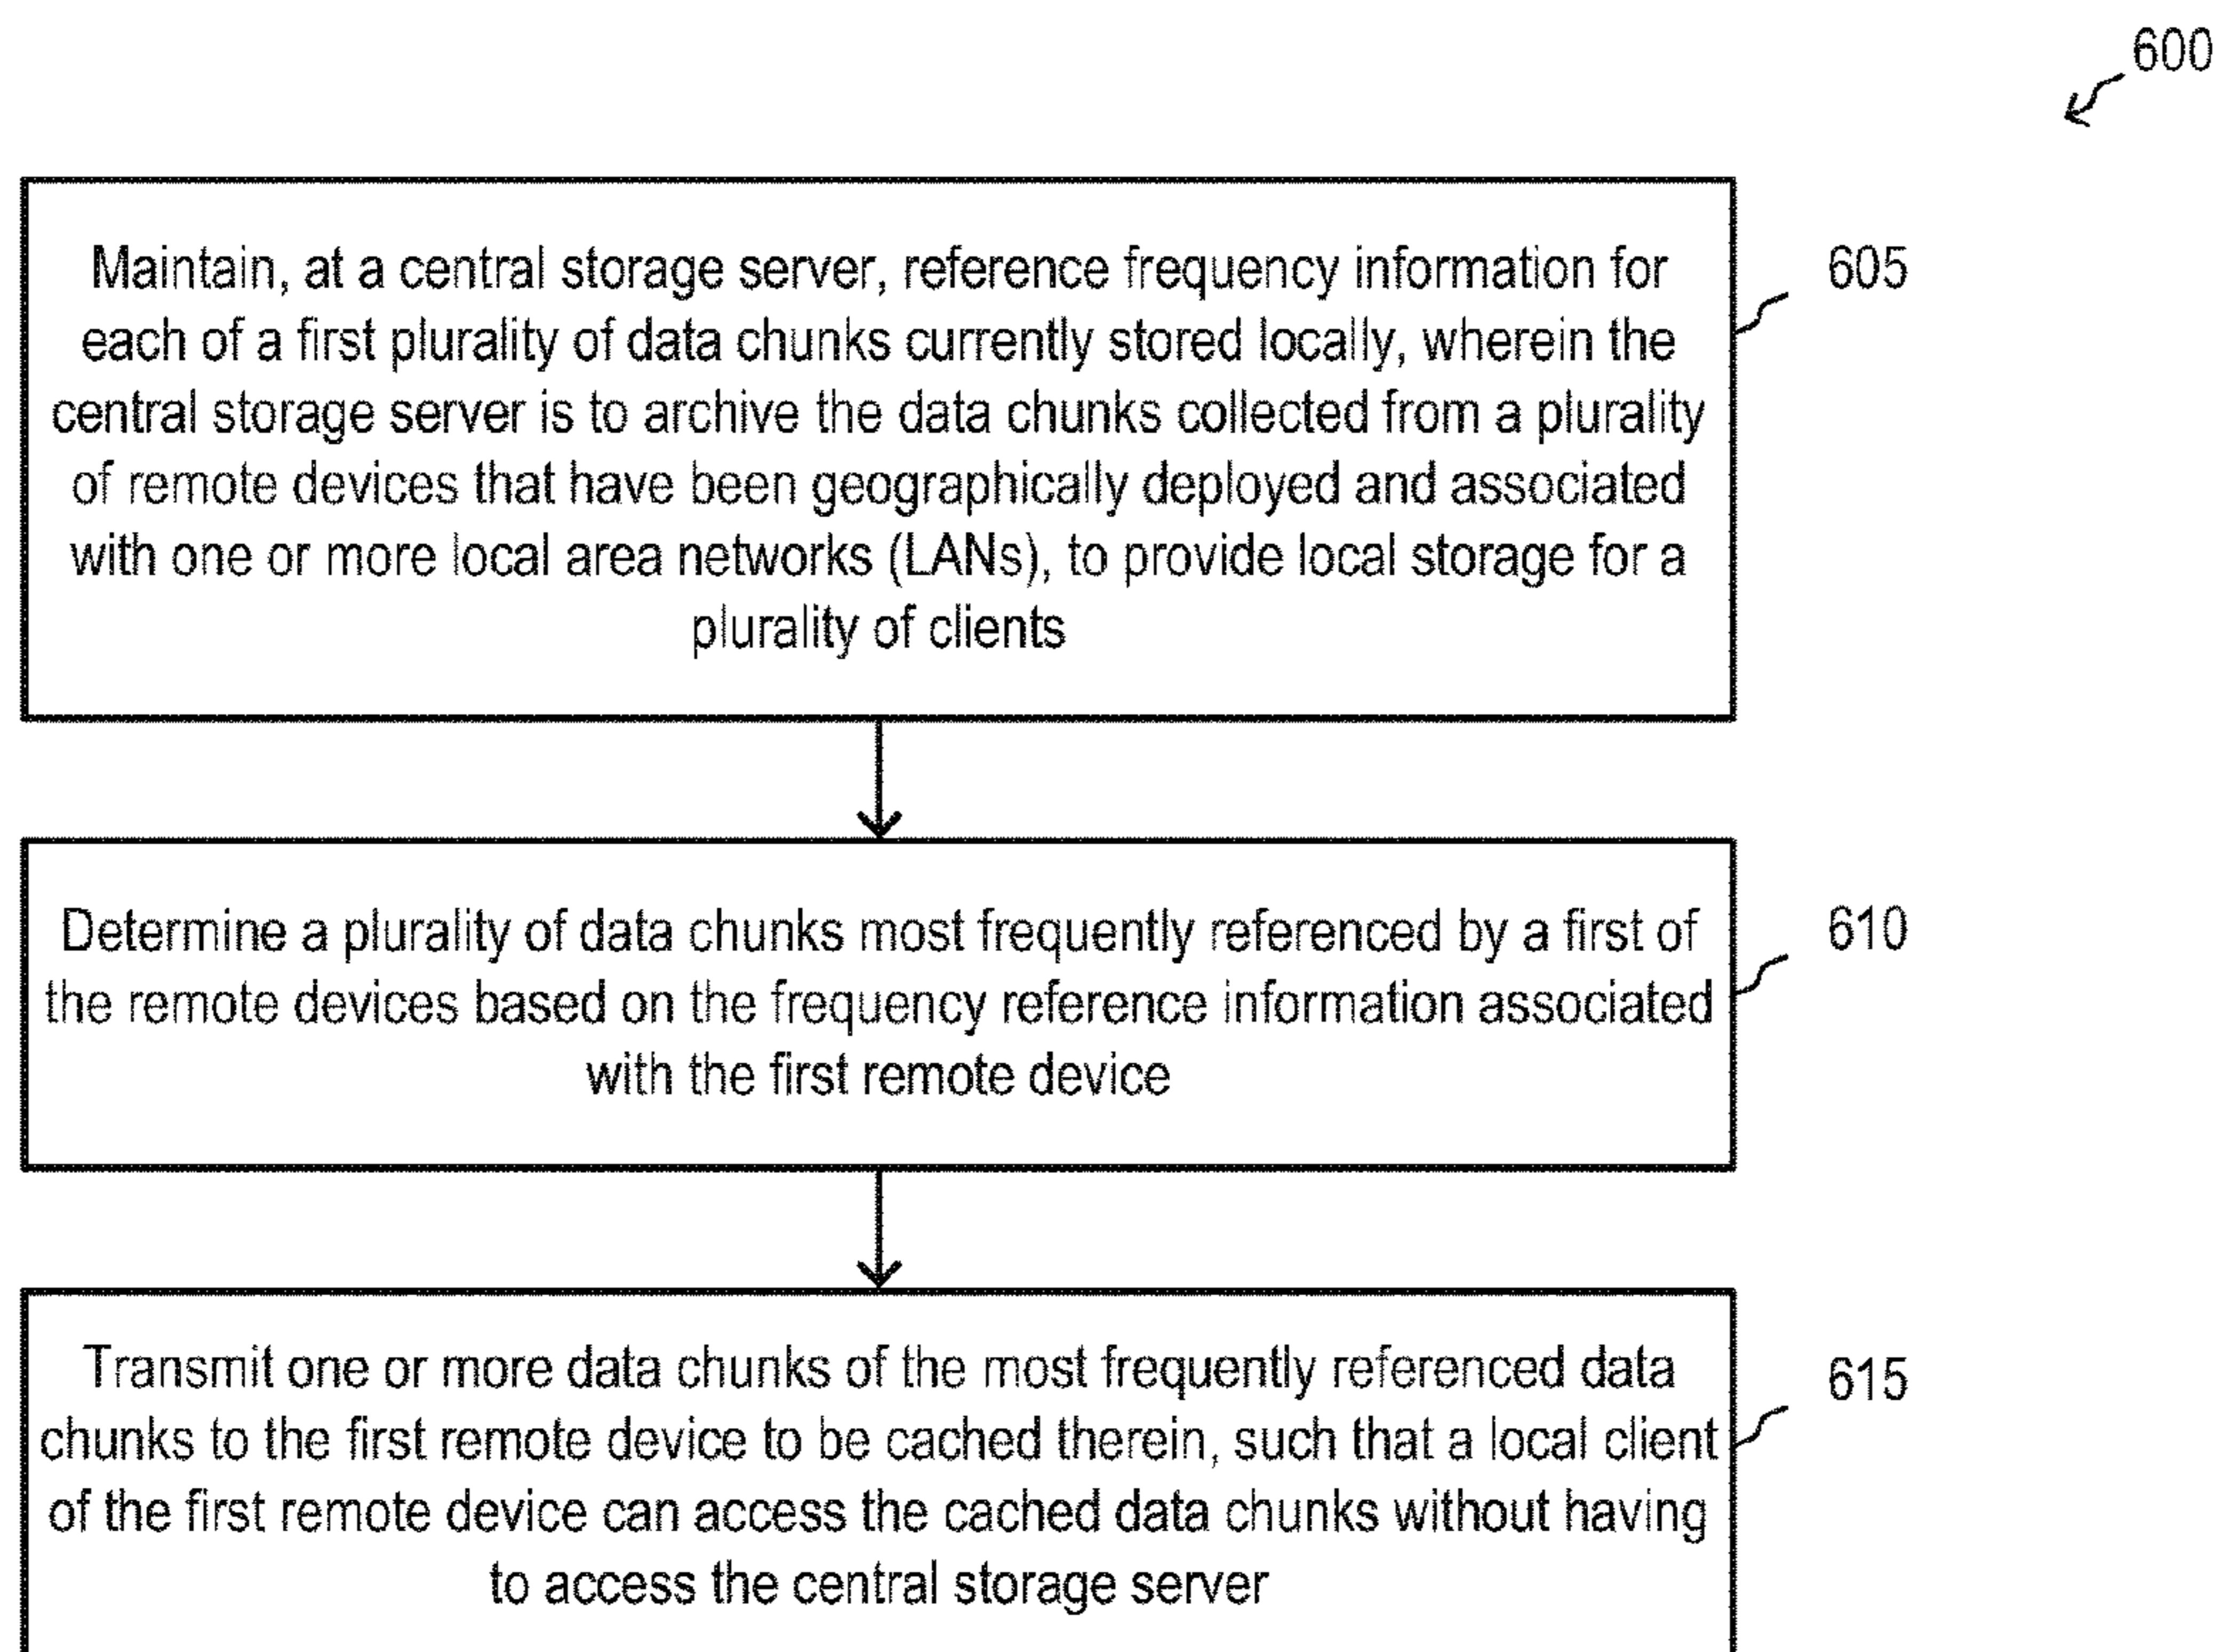 600
Maintain, at a central storage server, reference frequency information for
each of a first plurality of data chunks currently stored locally, wherein the
central storage server is to archive the data chunks collected from a plurality
of remote devices that have been geographically deployed and associated
with one or more local area networks (LANs), to provide local storage for a
plurality of clients
605
Determine a plurality of data chunks most frequently referenced by a first of
the remote devices based on the frequency reference information associated
with the first remote device
610
Transmit one or more data chunks of the most frequently referenced data
chunks to the first remote device to be cached therein, such that a local client
of the first remote device can access the cached data chunks without having
to access the central storage server
615